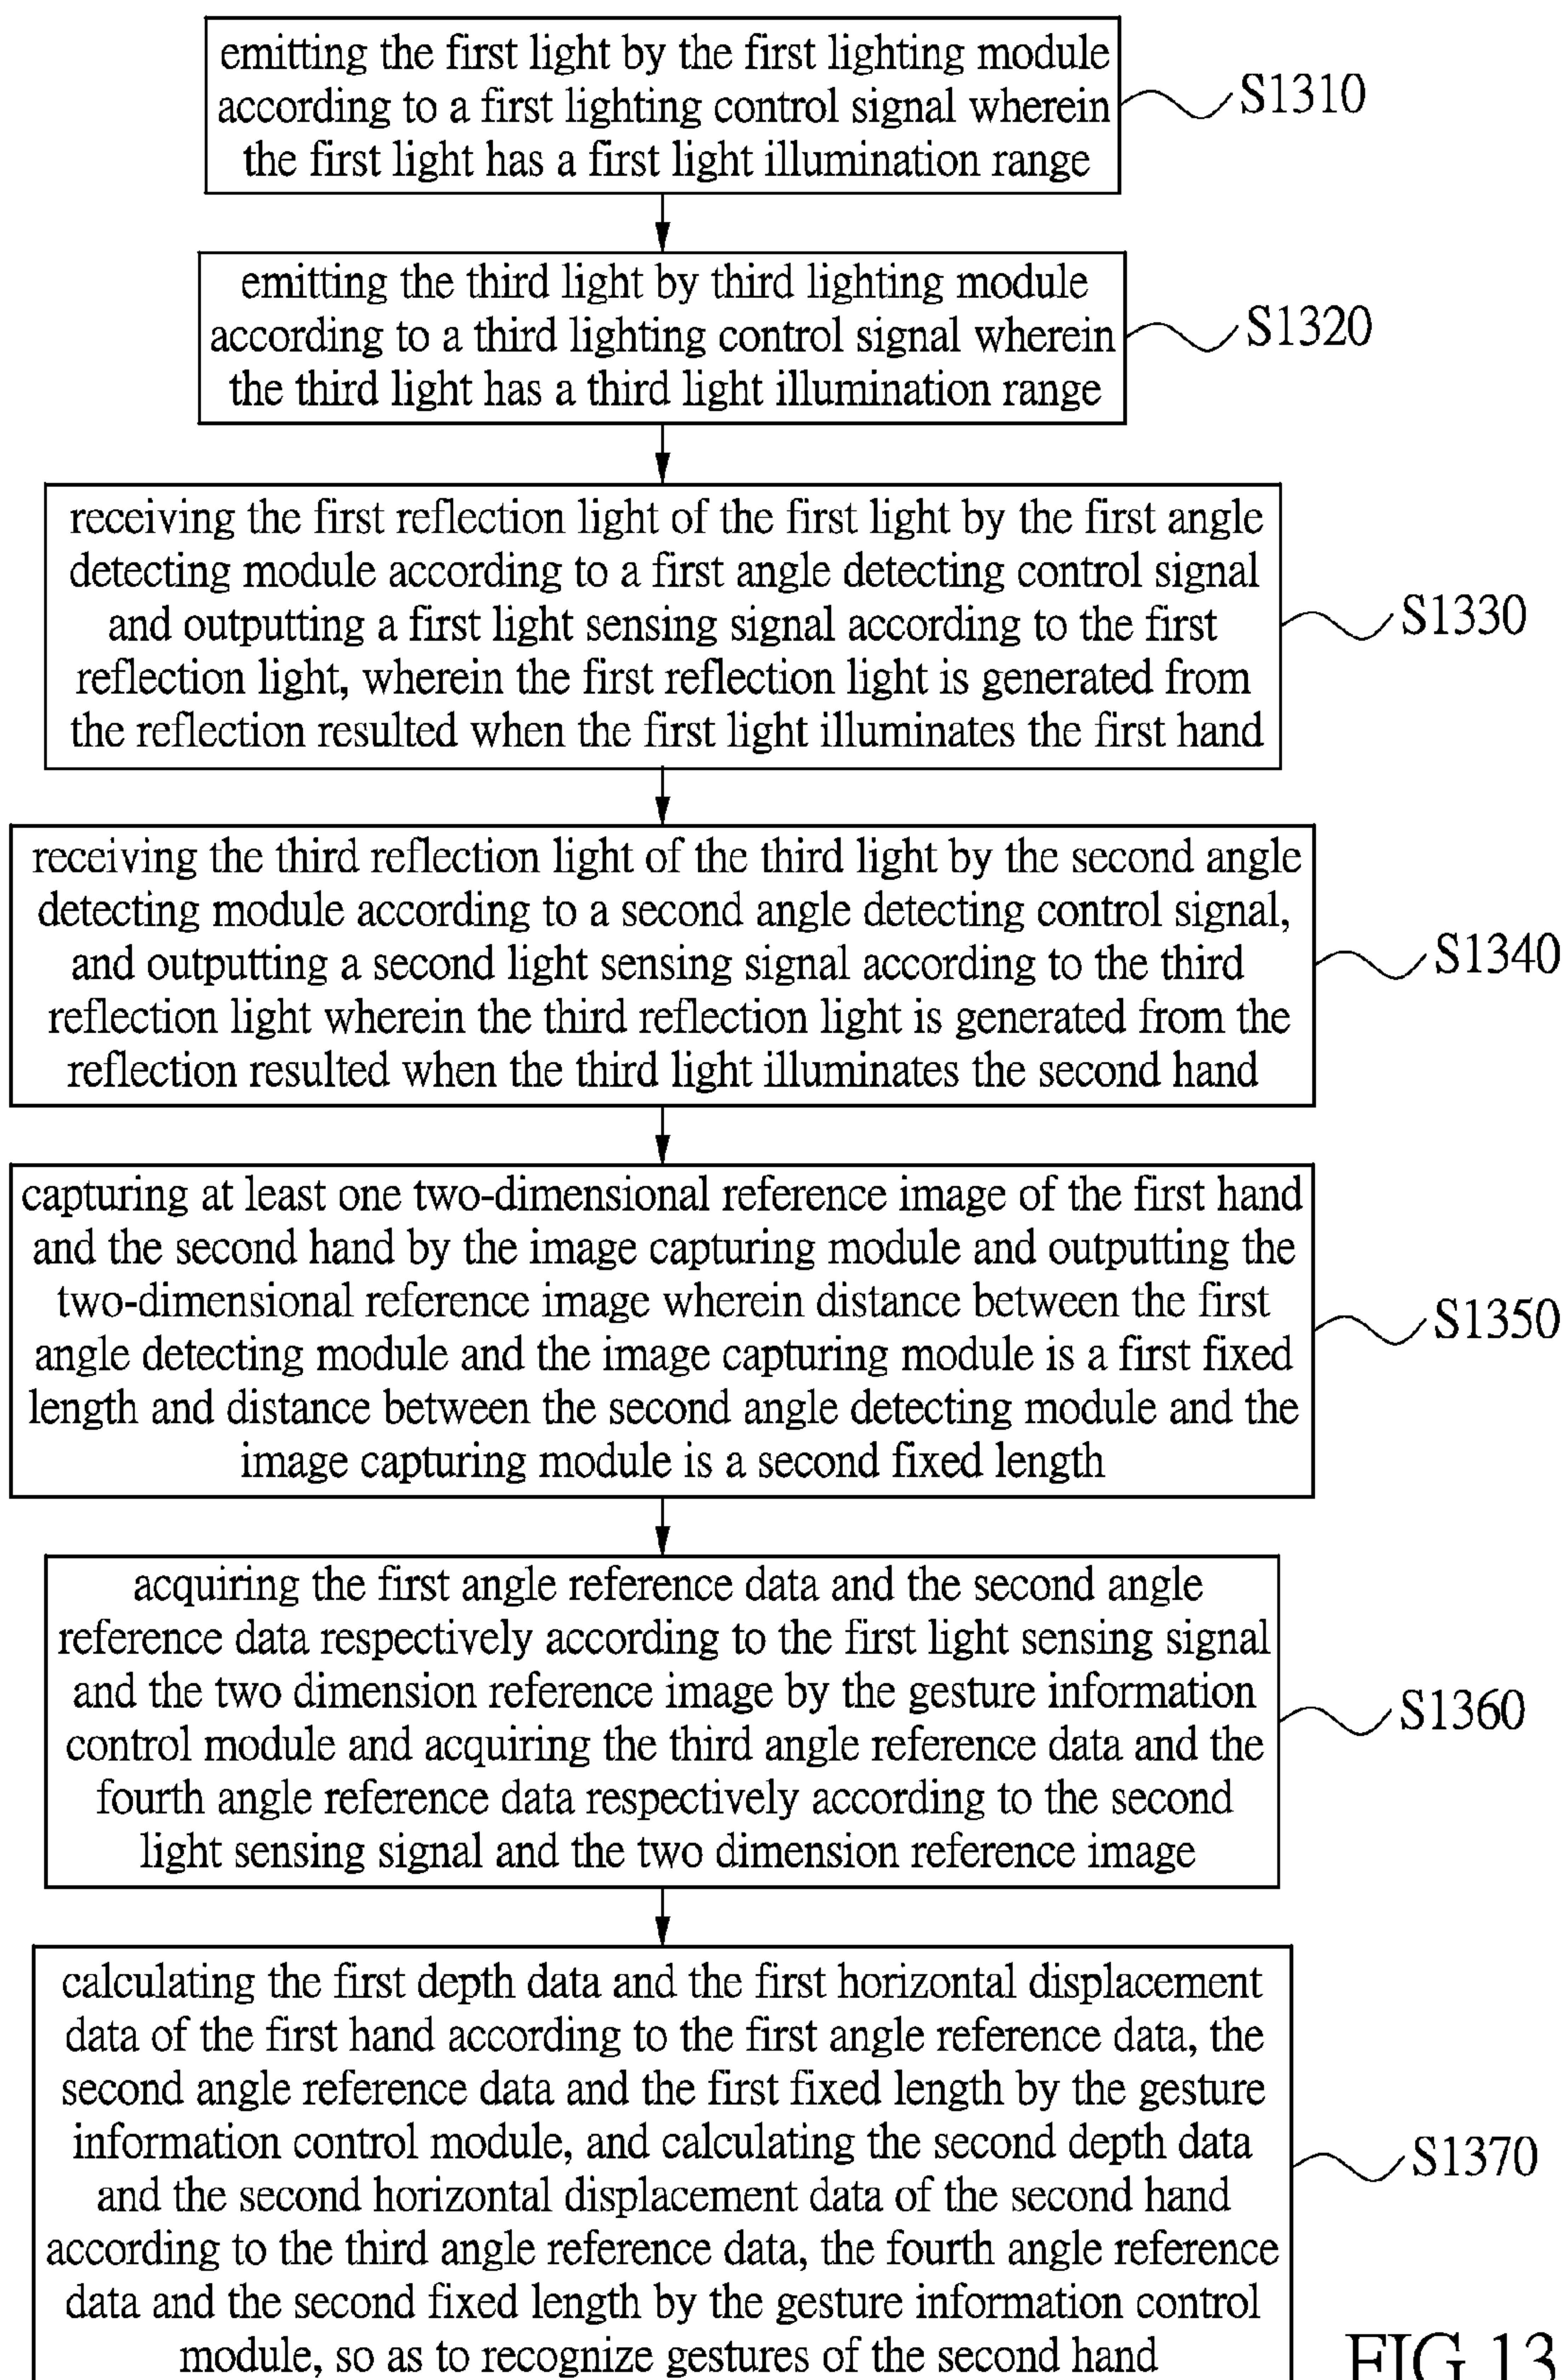 emitting the first light by the first lighting module
according to a first lighting control signal wherein
the first light has a first light illumination range
S1310
emitting the third light by third lighting module
according to a third lighting control signal wherein
the third light has a third light illumination range
S1320
receiving the first reflection light of the first light by the first angle
detecting module according to a first angle detecting control signal
and outputting a first light sensing signal according to the first
reflection light, wherein the first reflection light is generated from
the reflection resulted when the first light illuminates the first hand
S1330
receiving the third reflection light of the third light by the second angle
detecting module according to a second angle detecting control signal,
and outputting a second light sensing signal according to the third
reflection light wherein the third reflection light is generated from the
reflection resulted when the third light illuminates the second hand
S1340
capturing at least one two-dimensional reference image of the first hand
and the second hand by the image capturing module and outputting the
two-dimensional reference image wherein distance between the first
angle detecting module and the image capturing module is a first fixed
length and distance between the second angle detecting module and the
image capturing module is a second fixed length
S1350
acquiring the first angle reference data and the second angle
reference data respectively according to the first light sensing signal
and the two dimension reference image by the gesture information
control module and acquiring the third angle reference data and the
fourth angle reference data respectively according to the second
light sensing signal and the two dimension reference image
S1360
calculating the first depth data and the first horizontal displacement
data of the first hand according to the first angle reference data, the
second angle reference data and the first fixed length by the gesture
information control module, and calculating the second depth data
and the second horizontal displacement data of the second hand
according to the third angle reference data, the fourth angle reference
data and the second fixed length by the gesture information control
module, so as to recognize gestures of the second hand
S1370
FIG.13